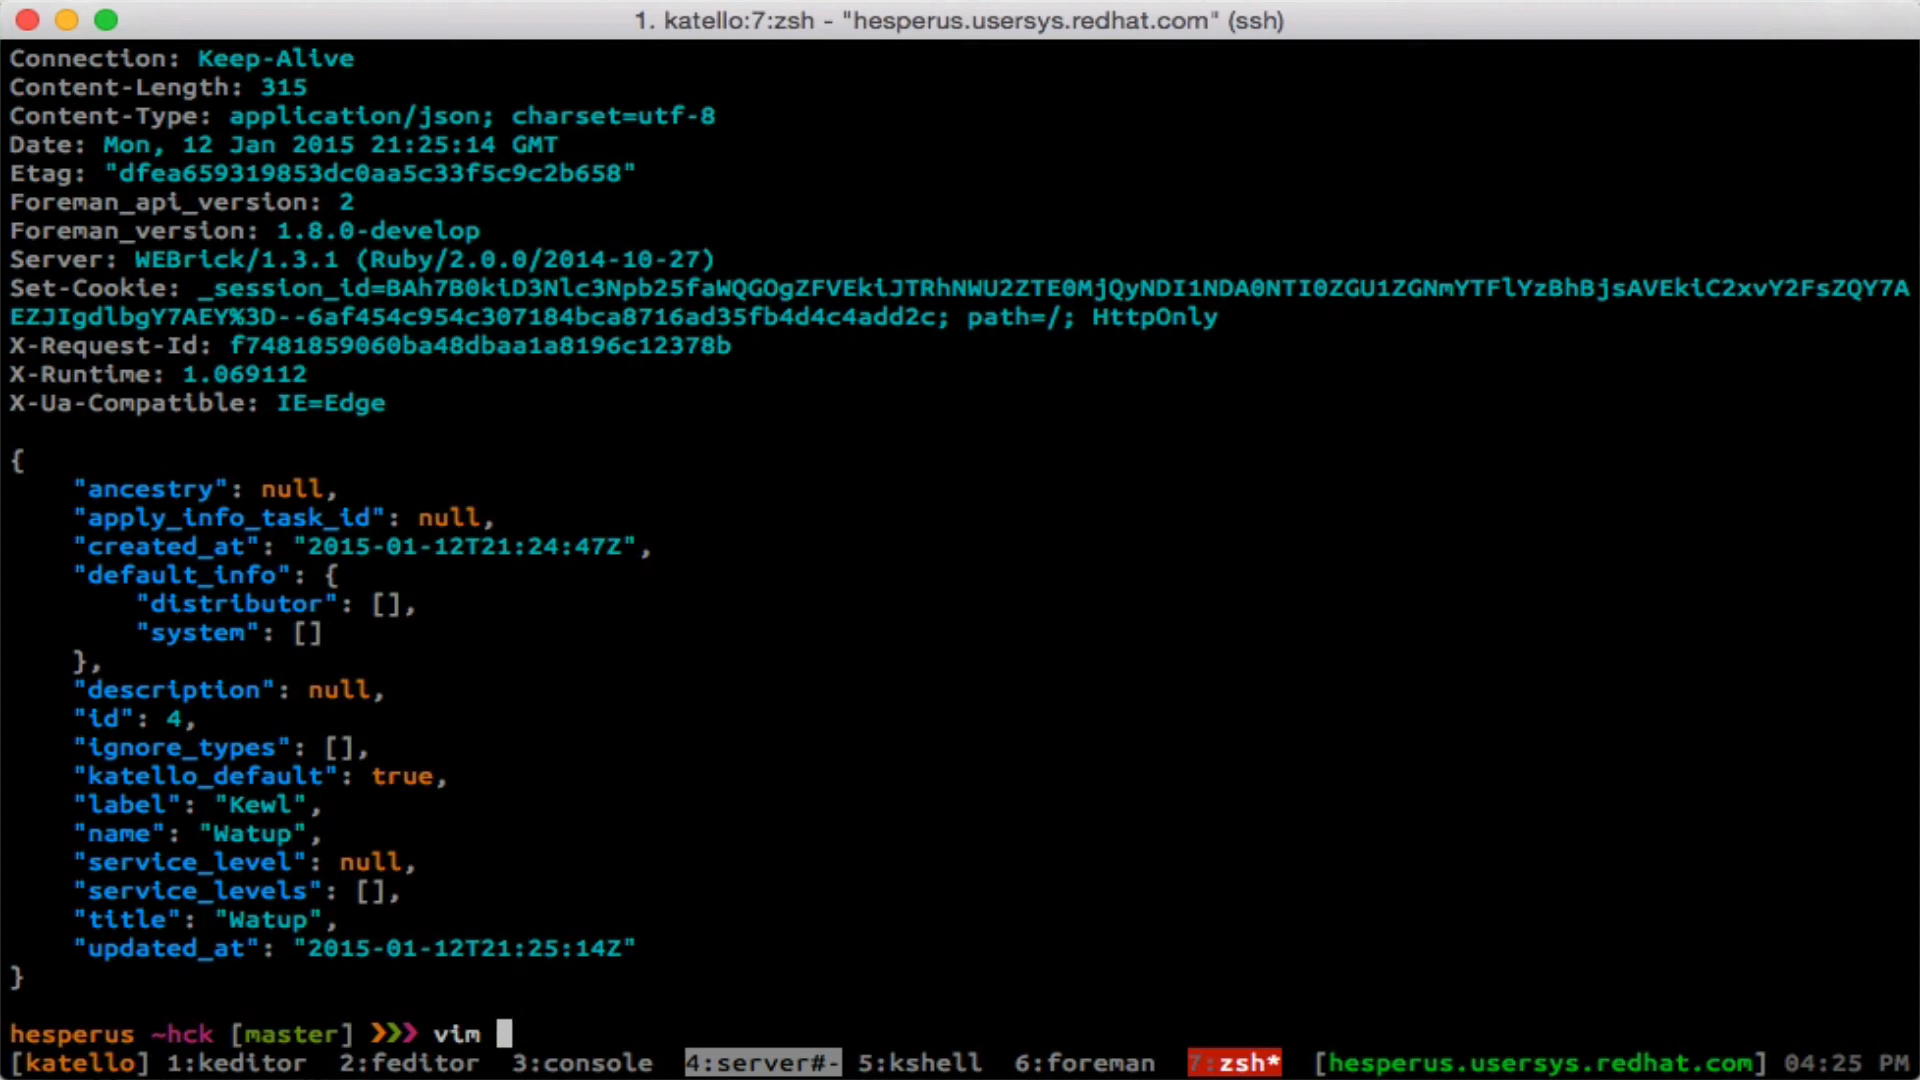 1. katello:7:zsh - "hesperus.usersys.redhat.com" (ssh)
Connection: Keep-Alive
Content-Length: 315
Content-Type: application/json; charset=utf-8
Date: Mon, 12 Jan 2015 21:25:14 GMT
Etag: "dfea659319853dc0aa5c33f5c9c2b658"
Foreman_api_version: 2
Foreman_version: 1.8.0-develop
Server: WEBrick/1.3.1 (Ruby/2.0.0/2014-10-27)
Set-Cookie: _session_id=BAh7B0kiD3Nlc3Npb25faWQGOgZFVEkiJTRhNWU2ZTE0MjQyNDI1NDA0NTI0ZGU1ZGNmYTFlYzBhBjsAVEkiC2xvY2FsZQY7A
EZJIgdlbgY7AEY%3D--6af454c954c307184bca8716ad35fb4d4c4add2c; path=/; HttpOnly
X-Request-Id: f7481859060ba48dbaa1a8196c12378b
X-Runtime: 1.069112
X-Ua-Compatible: IE=Edge
{
"ancestry": null,
"apply_info_task_id": null,
"created_at": "2015-01-12T21:24:47Z",
"default_info": {
"distributor": [],
"system": []
},
"description": null,
"id": 4,
"ignore_types": [],
"katello_default": true,
"label": "Kewl",
"name": "Watup",
"service_level": null,
"service_levels": [],
"title": "Watup",
"updated_at": "2015-01-12T21:25:14Z"
}
hesperus ~hck [master] ❯❯❯ vim
[katello] 1:keditor 2:feditor 3:console 4:server#- 5:kshell 6:foreman 7:zsh* [hesperus.usersys.redhat.com] 04:25 PM